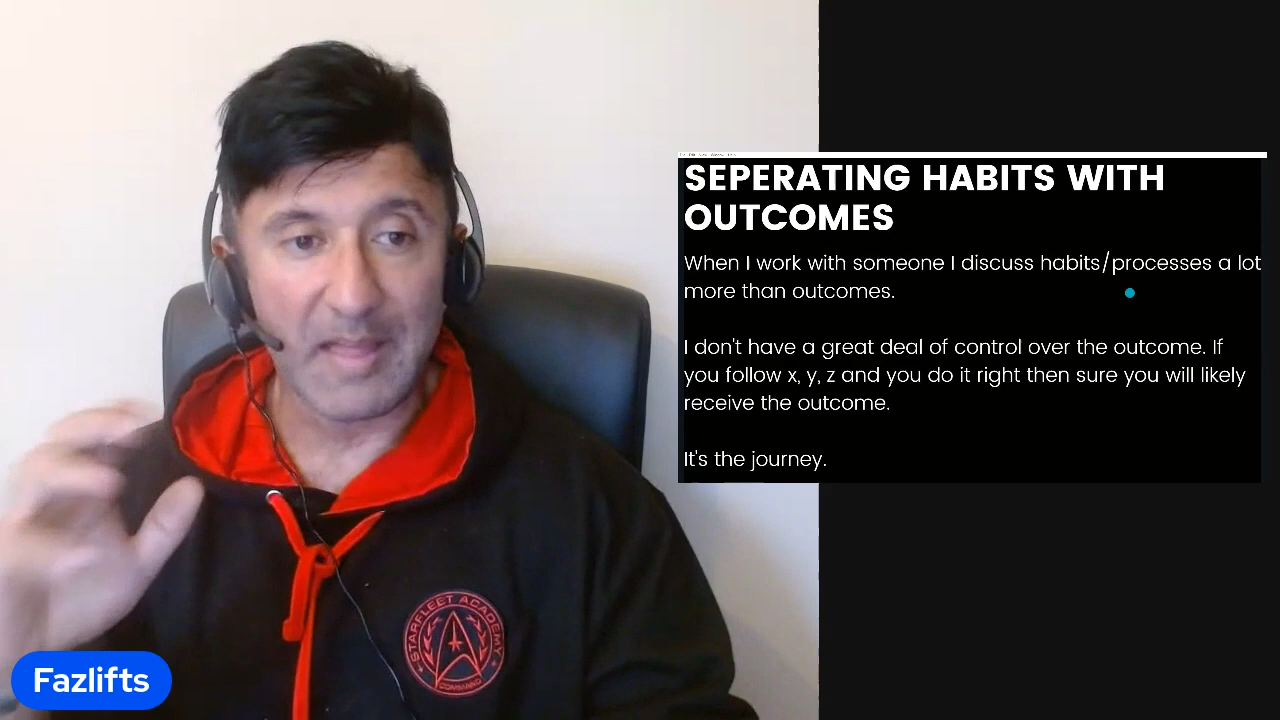 SEPERATING HABITS WITH
OUTCOMES
When I work with someone I discuss habits/processes a lot
more than outcomes.
I don't have a great deal of control over the outcome. If
you follow x, y, z and you do it right then sure you will likely
receive the outcome.
It's the journey.
STARFLEET ACADEMY
COMMAND
Fazlifts